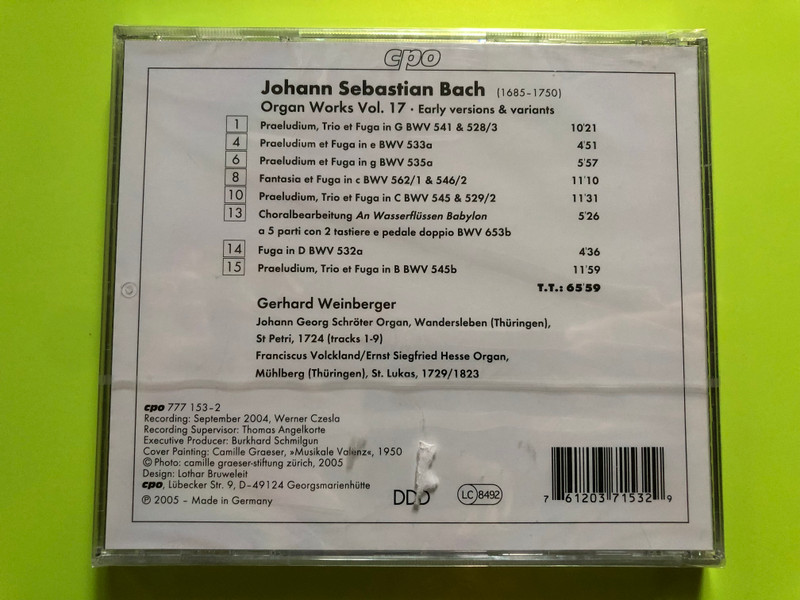 cpo
Johann Sebastian Bach (1685-1750)
Organ Works Vol. 17 · Early versions & variants
1 Praeludium, Trio et Fuga in G BWV 541 & 528/3 10'21
4 Praeludium et Fuga in e BWV 533a 4'51
6 Praeludium et Fuga in g BWV 535a 5'57
8 Fantasia et Fuga in c BWV 562/1 & 546/2 11'10
10 Praeludium, Trio et Fuga in C BWV 545 & 529/2 11'31
13 Choralbearbeitung An Wasserflüssen Babylon 5'26
a 5 parti con 2 tastiere e pedale doppio BWV 653b
14 Fuga in D BWV 532a 4'36
15 Praeludium, Trio et Fuga in B BWV 545b 11'59
T.T.: 65'59
Gerhard Weinberger
Johann Georg Schröter Organ, Wandersleben (Thüringen),
St Petri, 1724 (tracks 1-9)
Franciscus Volckland/Ernst Siegfried Hesse Organ,
Mühlberg (Thüringen), St. Lukas, 1729/1823
cpo 777 153-2
Recording: September 2004, Werner Czesla
Recording Supervisor: Thomas Angelkorte
Executive Producer: Burkhard Schmilgun
Cover Painting: Camille Graeser, »Musikale Valenz«, 1950
© Photo: camille graeser-stiftung zürich, 2005
Design: Lothar Bruweleit
cpo, Lübecker Str. 9, D-49124 Georgsmarienhütte
℗ 2005 – Made in Germany
DDD
LC 8492
7 61203 71532 9